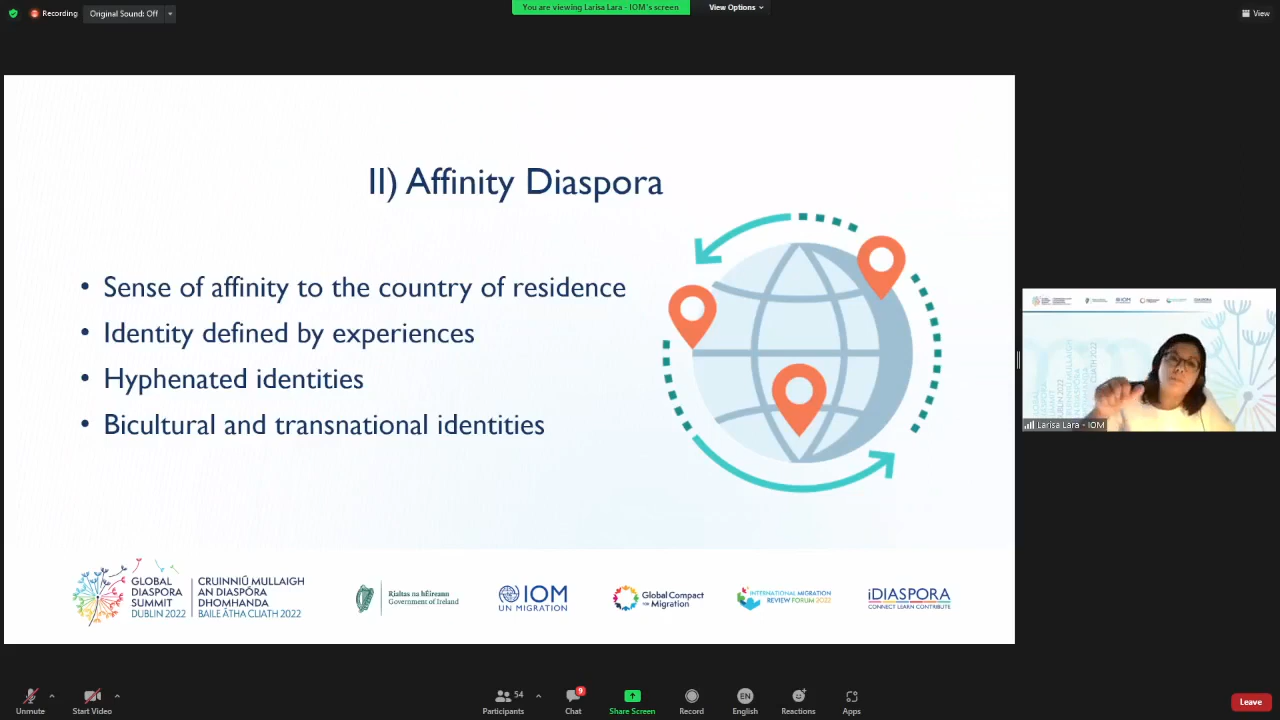 Recording
Original Sound: Off
You are viewing Larisa Lara - IOM's screen
View Options
View
II) Affinity Diaspora
• Sense of affinity to the country of residence
• Identity defined by experiences
• Hyphenated identities
• Bicultural and transnational identities
GLOBAL
DIASPORA
SUMMIT
DUBLIN 2022
CRUINNIÚ MULLAIGH
AN DIASPÓRA
DHOMHANDA
BAILE ÁTHA CLIATH 2022
Rialtas na hÉireann
Government of Ireland
IOM
UN MIGRATION
Global Compact
for Migration
INTERNATIONAL MIGRATION
REVIEW FORUM 2022
iDIASPORA
CONNECT LEARN CONTRIBUTE
IOM
Larisa Lara - IOM
Unmute
Start Video
54
Participants
9
Chat
Share Screen
Record
EN
English
Reactions
Apps
Leave